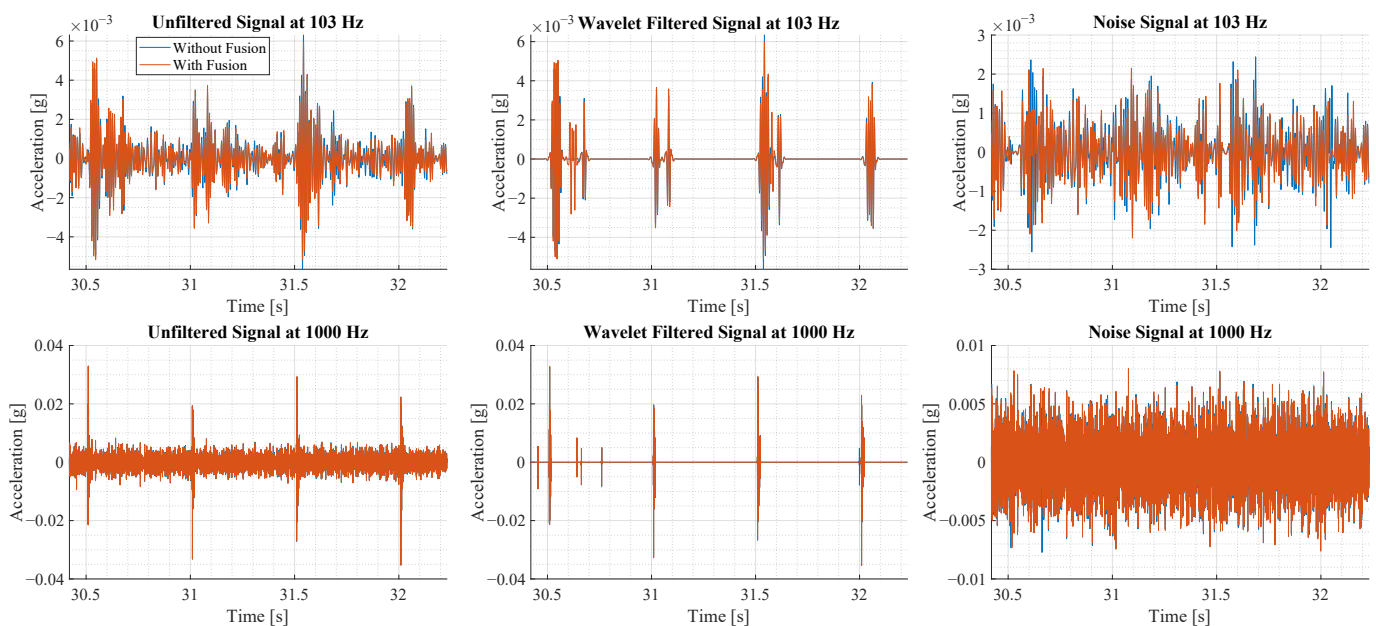 Unfiltered Signal at 103 Hz
×10⁻³
6
4
2
0
−2
−4
Acceleration [g]
Without Fusion
With Fusion
30.5 31 31.5 32
Time [s]
Wavelet Filtered Signal at 103 Hz
×10⁻³
6
4
2
0
−2
−4
Acceleration [g]
30.5 31 31.5 32
Time [s]
Noise Signal at 103 Hz
×10⁻³
3
2
1
0
−1
−2
−3
Acceleration [g]
30.5 31 31.5 32
Time [s]
Unfiltered Signal at 1000 Hz
0.04
0.02
0
−0.02
−0.04
Acceleration [g]
30.5 31 31.5 32
Time [s]
Wavelet Filtered Signal at 1000 Hz
0.04
0.02
0
−0.02
−0.04
Acceleration [g]
30.5 31 31.5 32
Time [s]
Noise Signal at 1000 Hz
0.01
0.005
0
−0.005
−0.01
Acceleration [g]
30.5 31 31.5 32
Time [s]